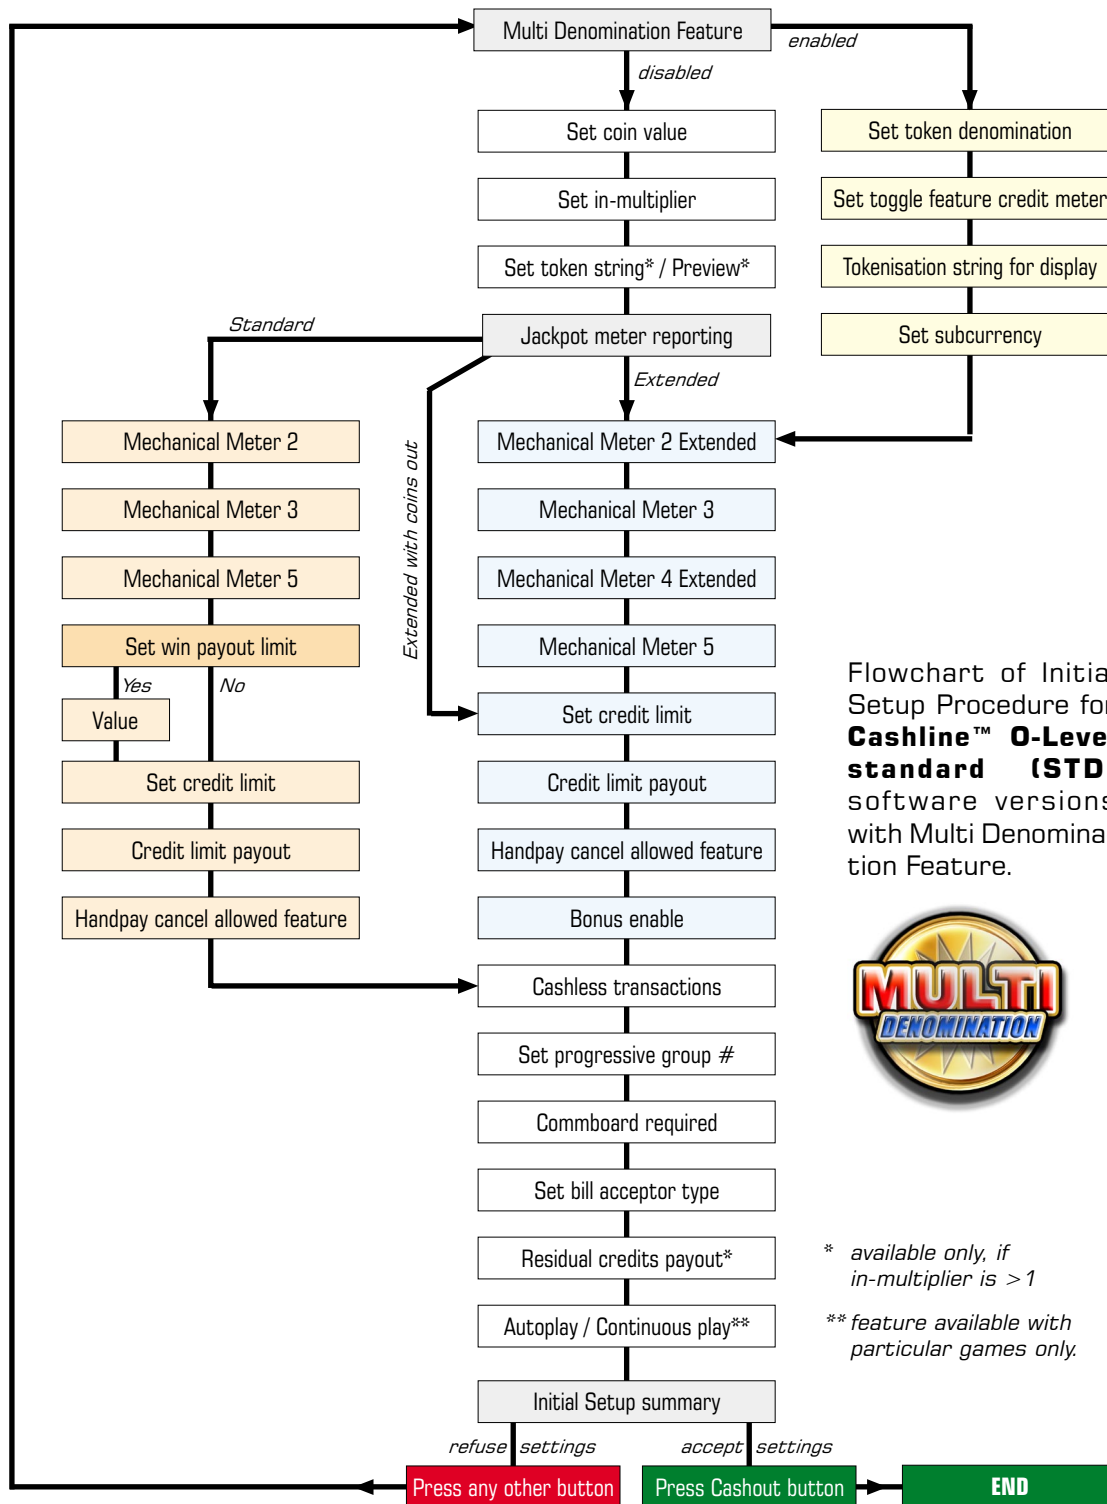 Multi Denomination Feature
enabled
disabled
Set coin value
Set token denomination
Set in-multiplier
Set toggle feature credit meter
Set token string* / Preview*
Tokenisation string for display
Standard
Jackpot meter reporting
Set subcurrency
Extended
Extended with coins out
Mechanical Meter 2
Mechanical Meter 2 Extended
Mechanical Meter 3
Mechanical Meter 3
Mechanical Meter 5
Mechanical Meter 4 Extended
Set win payout limit
Mechanical Meter 5
Yes
No
Value
Set credit limit
Set credit limit
Credit limit payout
Credit limit payout
Handpay cancel allowed feature
Handpay cancel allowed feature
Bonus enable
Flowchart of Initia
Setup Procedure for
Cashline™ O-Leve
standard (STD
software versions
with Multi Denomina
tion Feature.
MULTI
DENOMINATION
Cashless transactions
Set progressive group #
Commboard required
Set bill acceptor type
Residual credits payout*
Autoplay / Continuous play**
* available only, if
in-multiplier is >1
** feature available with
particular games only.
Initial Setup summary
refuse settings
accept settings
Press any other button
Press Cashout button
END